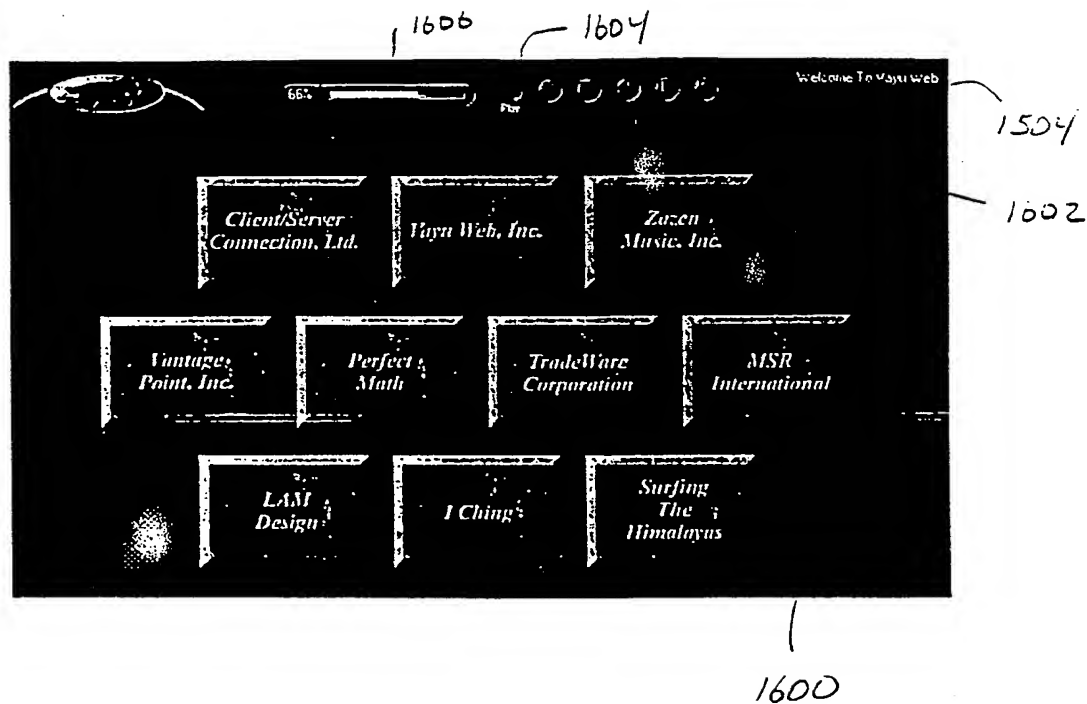 1606
1604
66%
Welcome To Vayu Web
1504
1602
Client/Server
Connection, Ltd.
Vayu Web, Inc.
Zazen
Music, Inc.
Vantage
Point, Inc.
Perfect
Math
TradeWare
Corporation
MSR
International
LAM
Design
I Ching
Surfing
The
Himalayas
1600